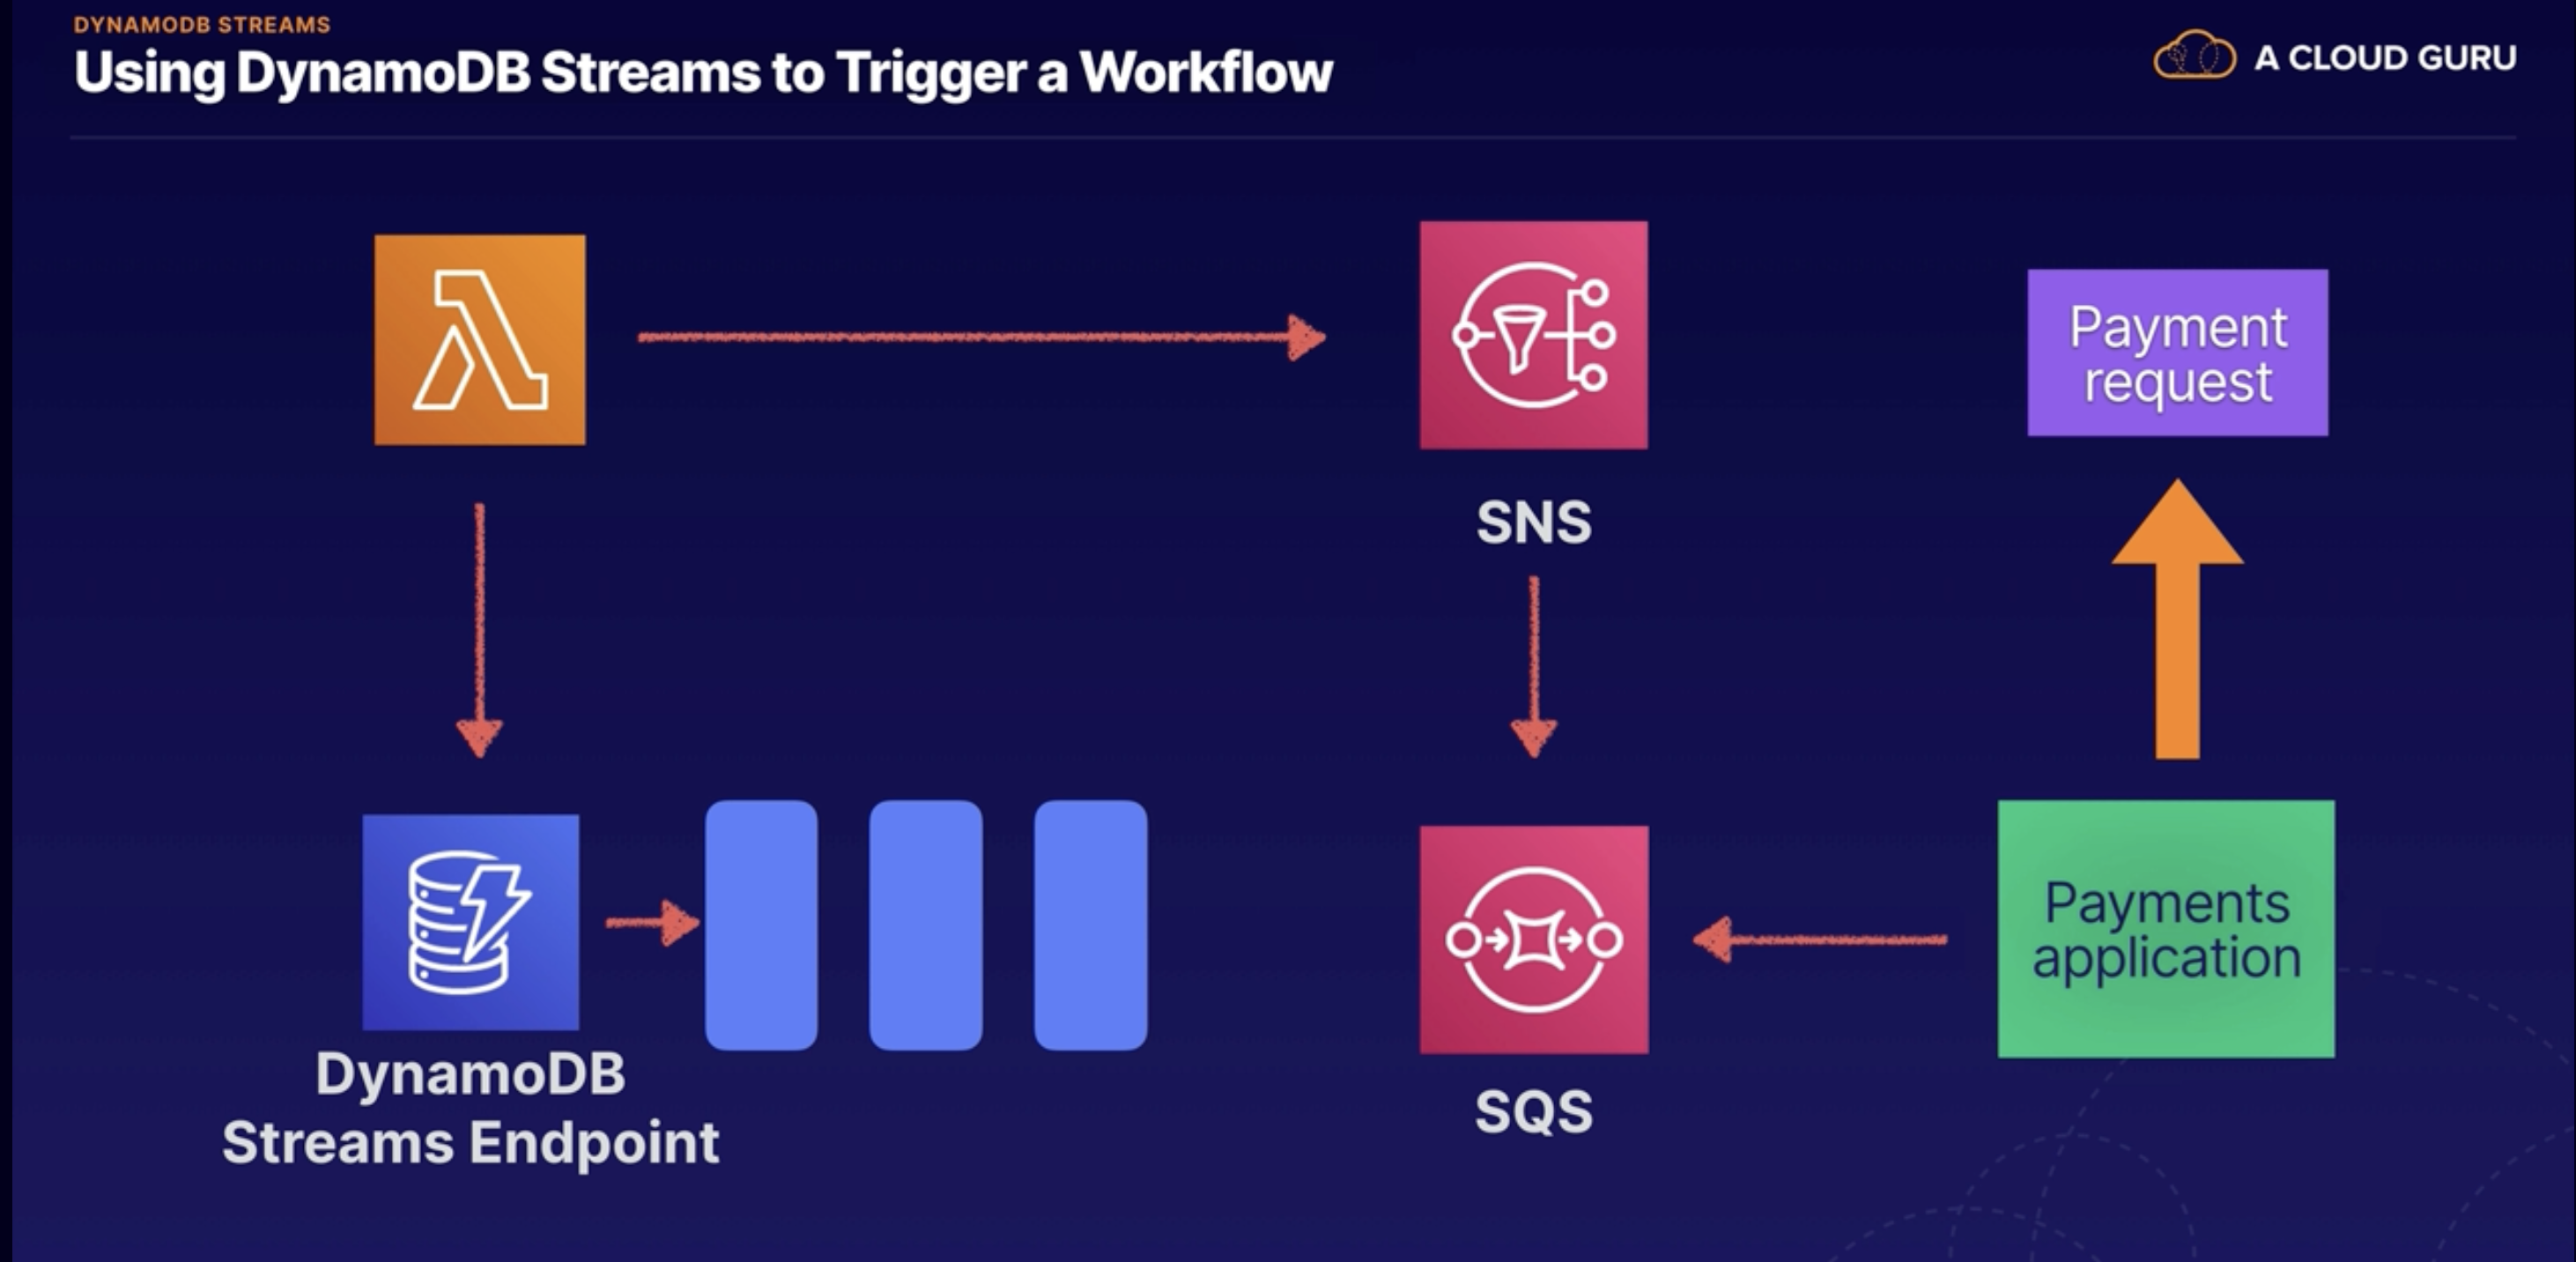 DYNAMODB STREAMS
Using DynamoDB Streams to Trigger a Workflow
A CLOUD GURU
Payment
request
SNS
Payments
application
DynamoDB
Streams Endpoint
SQS